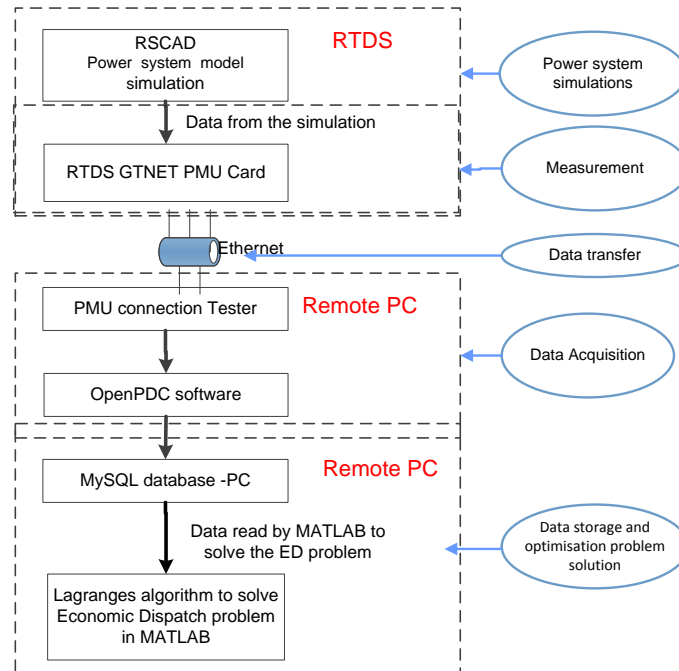 RSCAD
Power system model
simulation
RTDS
Power system
simulations
Data from the simulation
RTDS GTNET PMU Card
Measurement
Ethernet
Data transfer
PMU connection Tester
Remote PC
Data Acquisition
OpenPDC software
MySQL database -PC
Remote PC
Data read by MATLAB to
solve the ED problem
Data storage and
optimisation problem
solution
Lagranges algorithm to solve
Economic Dispatch problem
in MATLAB